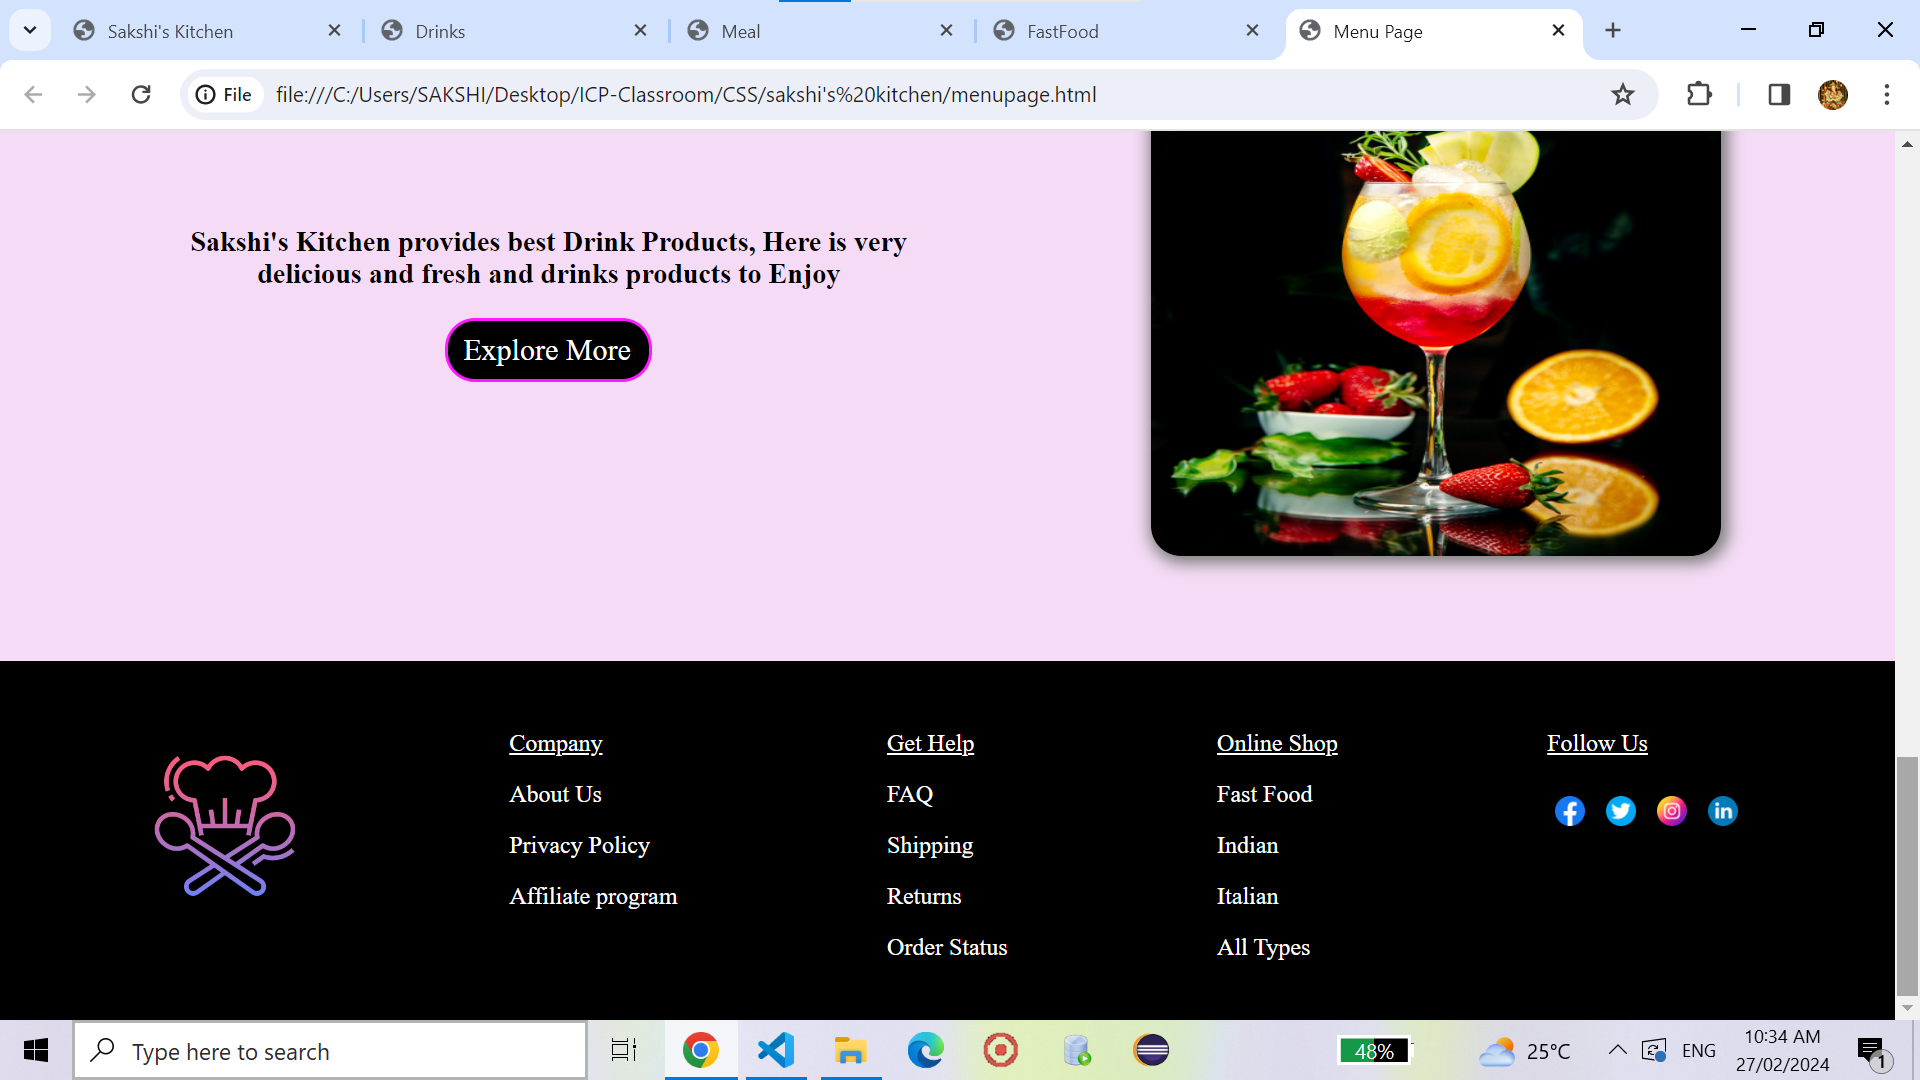 Sakshi's Kitchen
Drinks
Meal
FastFood
Menu Page
File
file:///C:/Users/SAKSHI/Desktop/ICP-Classroom/CSS/sakshi's%20kitchen/menupage.html
Sakshi's Kitchen provides best Drink Products, Here is very
delicious and fresh and drinks products to Enjoy
Explore More
Company
About Us
Privacy Policy
Affiliate program
Get Help
FAQ
Shipping
Returns
Order Status
Online Shop
Fast Food
Indian
Italian
All Types
Follow Us
Type here to search
48%
25°C
ENG
10:34 AM
27/02/2024
1